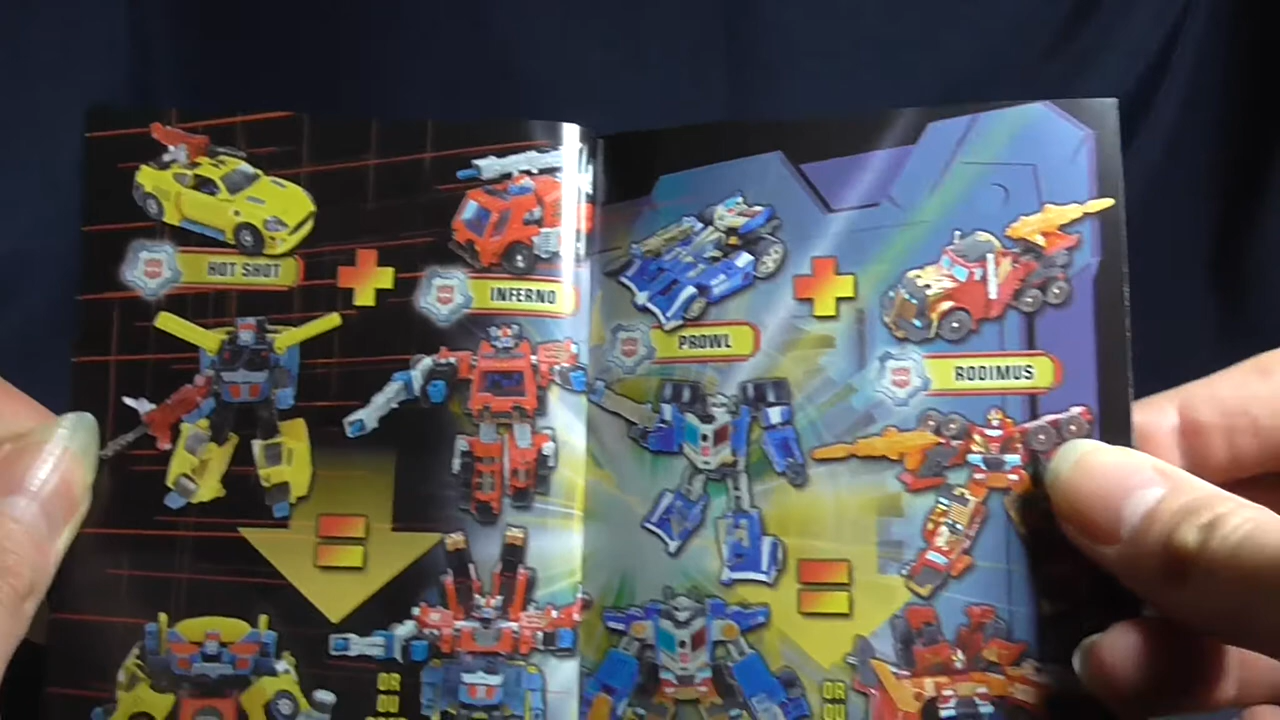 HOT SHOT
INFERNO
PROWL
RODIMUS
OR
OU
OR
OU